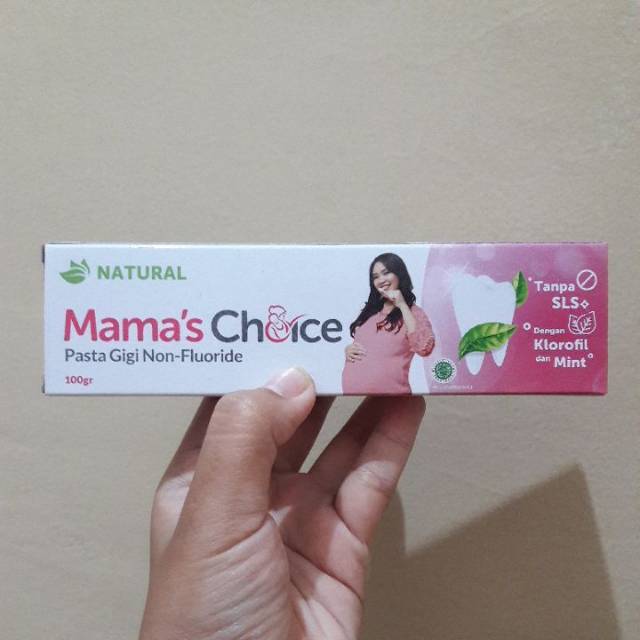 NATURAL
Mama's Choice
Pasta Gigi Non-Fluoride
100gr
Tanpa
SLS
Dengan
Klorofil
dan Mint